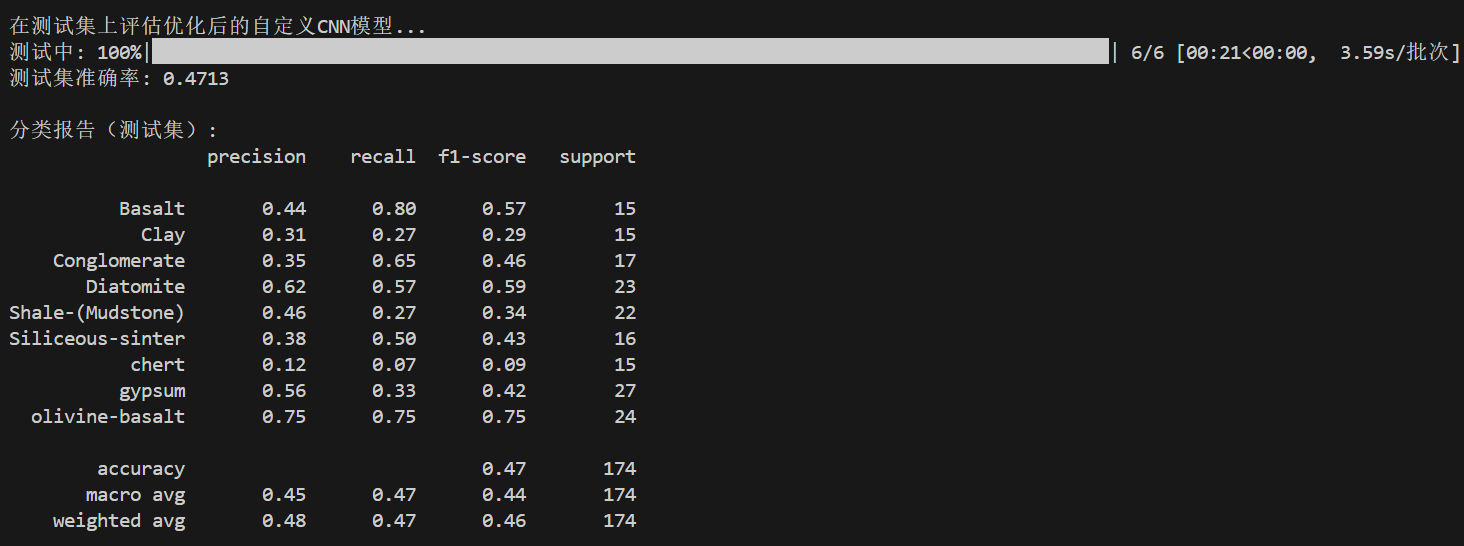 在测试集上评估优化后的自定义CNN模型...
测试中: 100%|██████████| 6/6 [00:21<00:00,  3.59s/批次]
测试集准确率: 0.4713
分类报告（测试集）:
precision    recall  f1-score   support
Basalt       0.44      0.80      0.57        15
Clay       0.31      0.27      0.29        15
Conglomerate       0.35      0.65      0.46        17
Diatomite       0.62      0.57      0.59        23
Shale-(Mudstone)       0.46      0.27      0.34        22
Siliceous-sinter       0.38      0.50      0.43        16
chert       0.12      0.07      0.09        15
gypsum       0.56      0.33      0.42        27
olivine-basalt       0.75      0.75      0.75        24
accuracy                           0.47       174
macro avg       0.45      0.47      0.44       174
weighted avg       0.48      0.47      0.46       174